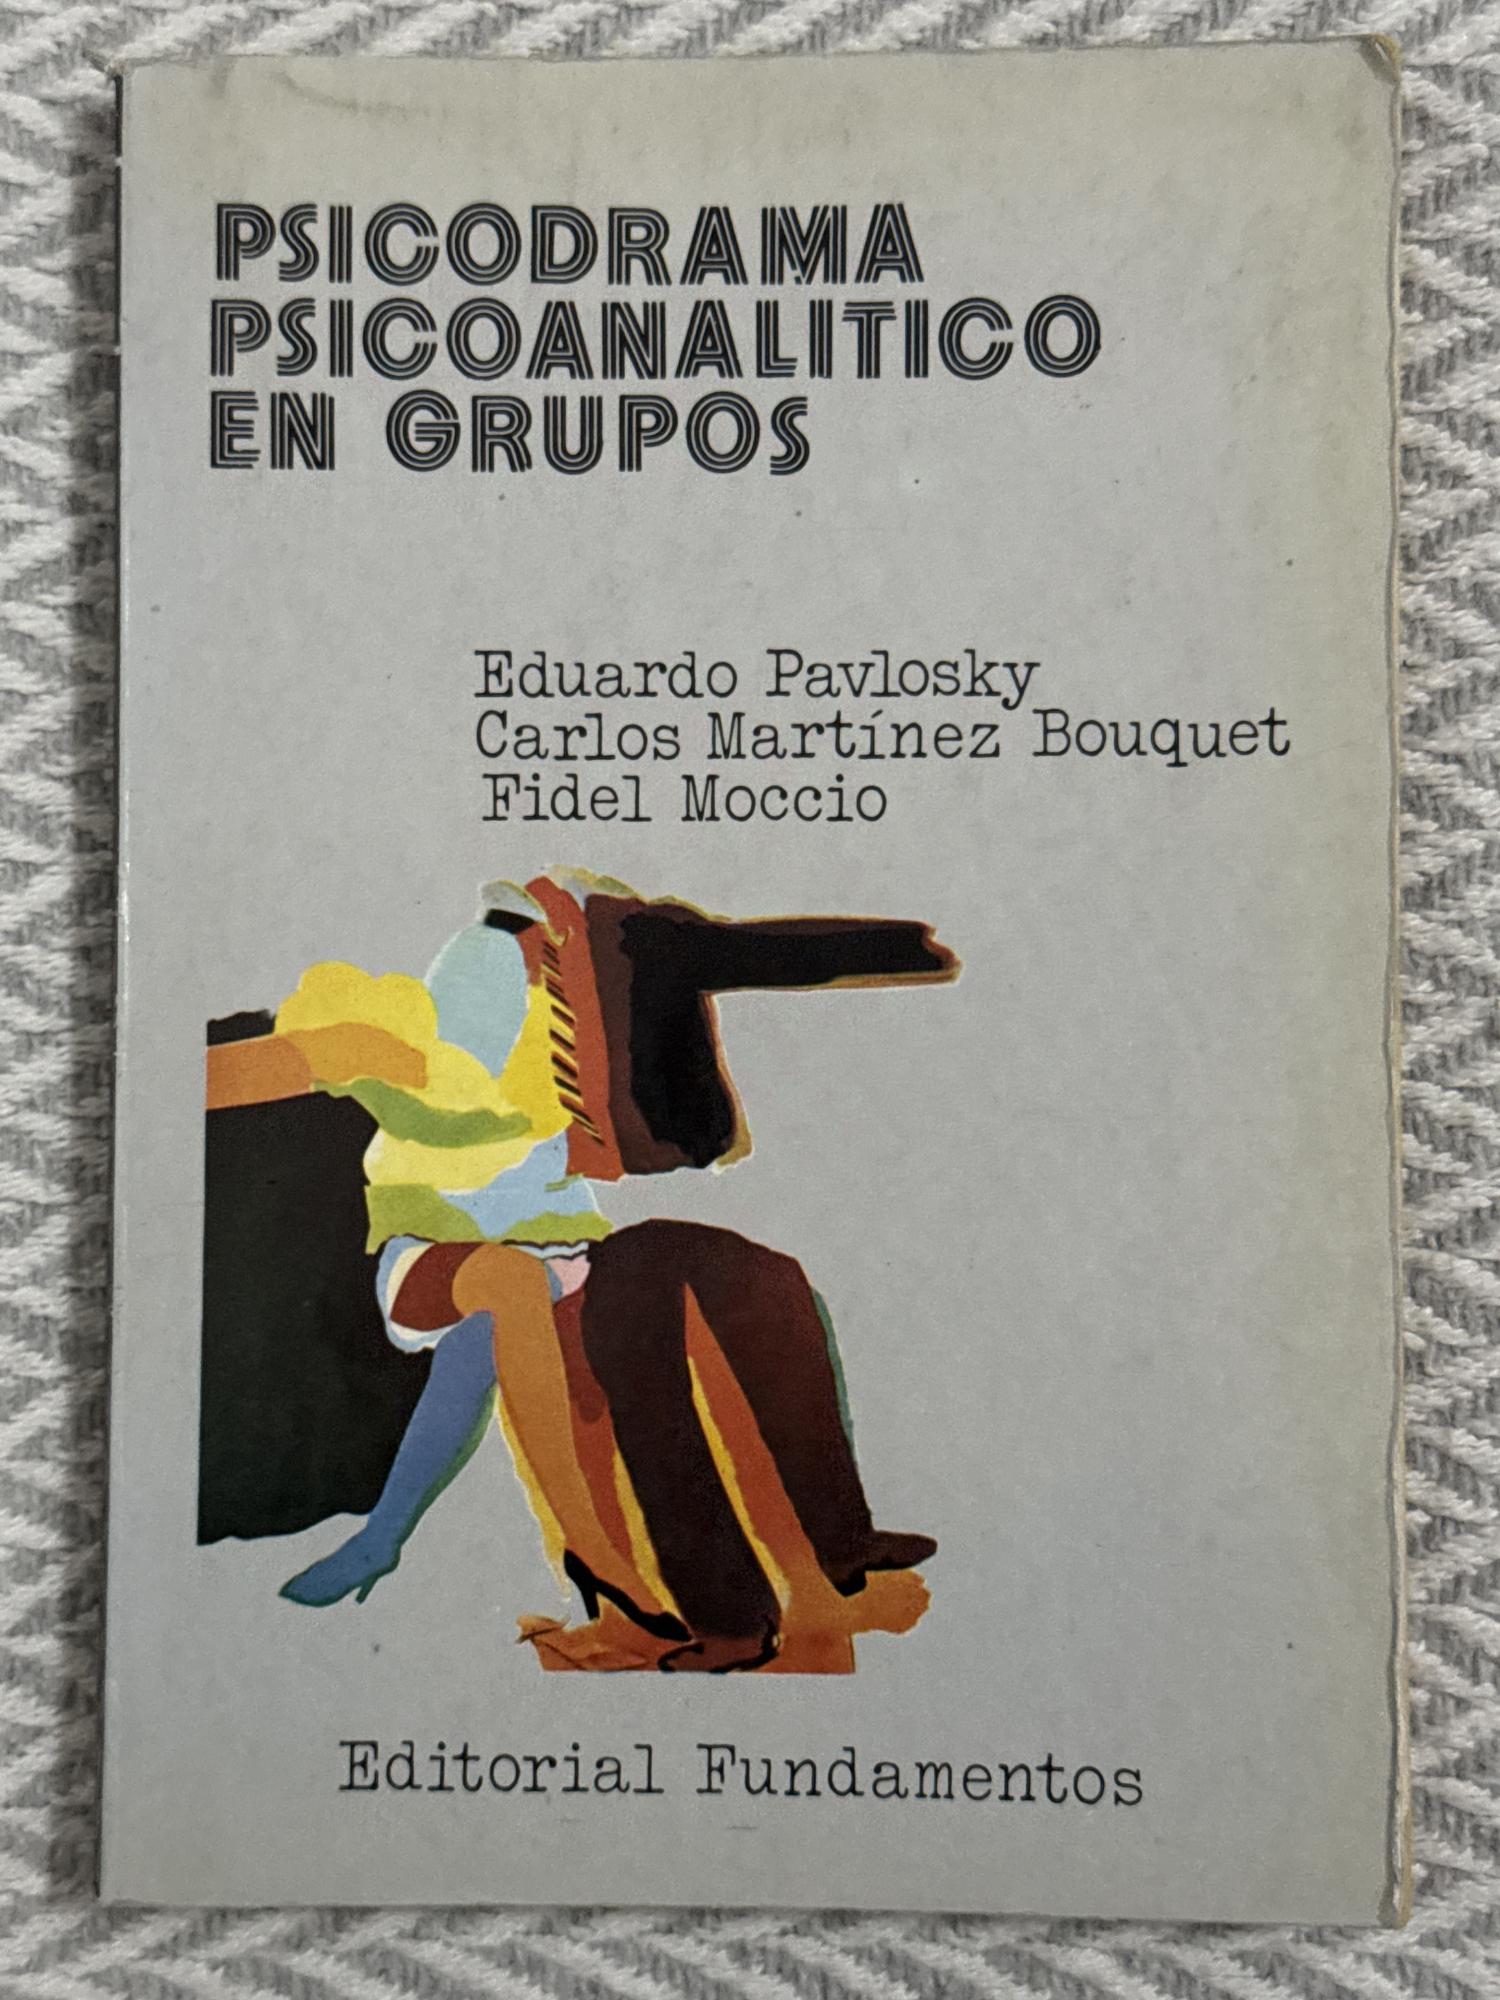 PSICODRAMA
PSICOANALITICO
EN GRUPOS
Eduardo Pavlosky
Carlos Martínez Bouquet
Fidel Moccio
Editorial Fundamentos